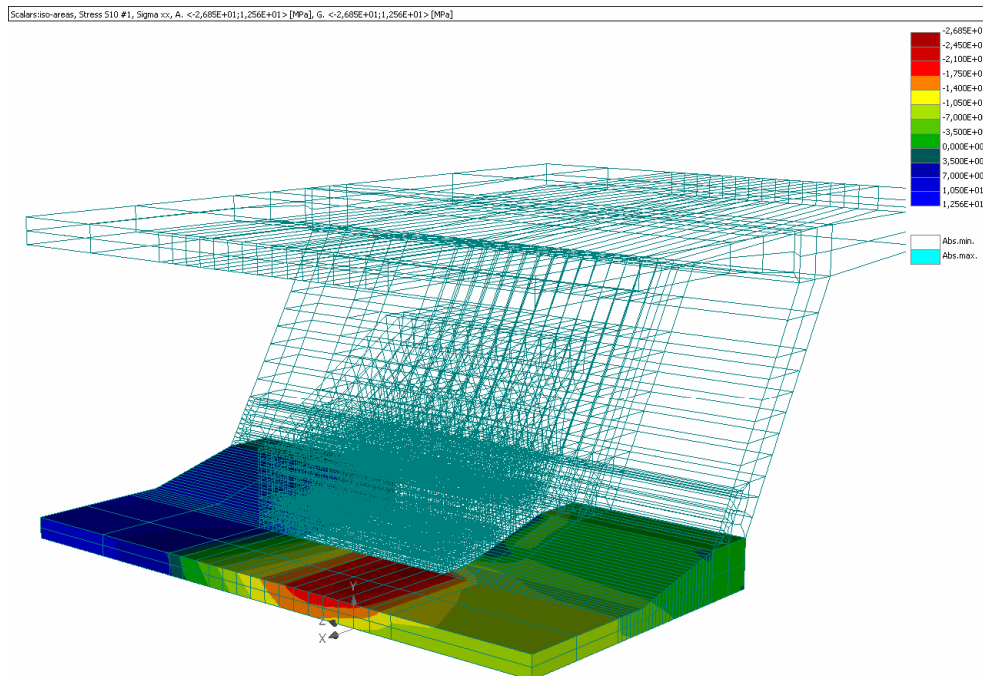 Scalars:iso-areas, Stress S10 #1, Sigma xx, A. <-2,685E+01;1,256E+01> [MPa], G. <-2,685E+01;1,256E+01> [MPa]
-2,685E+0
-2,450E+0
-2,100E+0
-1,750E+0
-1,400E+0
-1,050E+0
-7,000E+0
-3,500E+0
0,000E+00
3,500E+00
7,000E+00
1,050E+01
1,256E+01
Abs.min.
Abs.max.
Y
Z
X